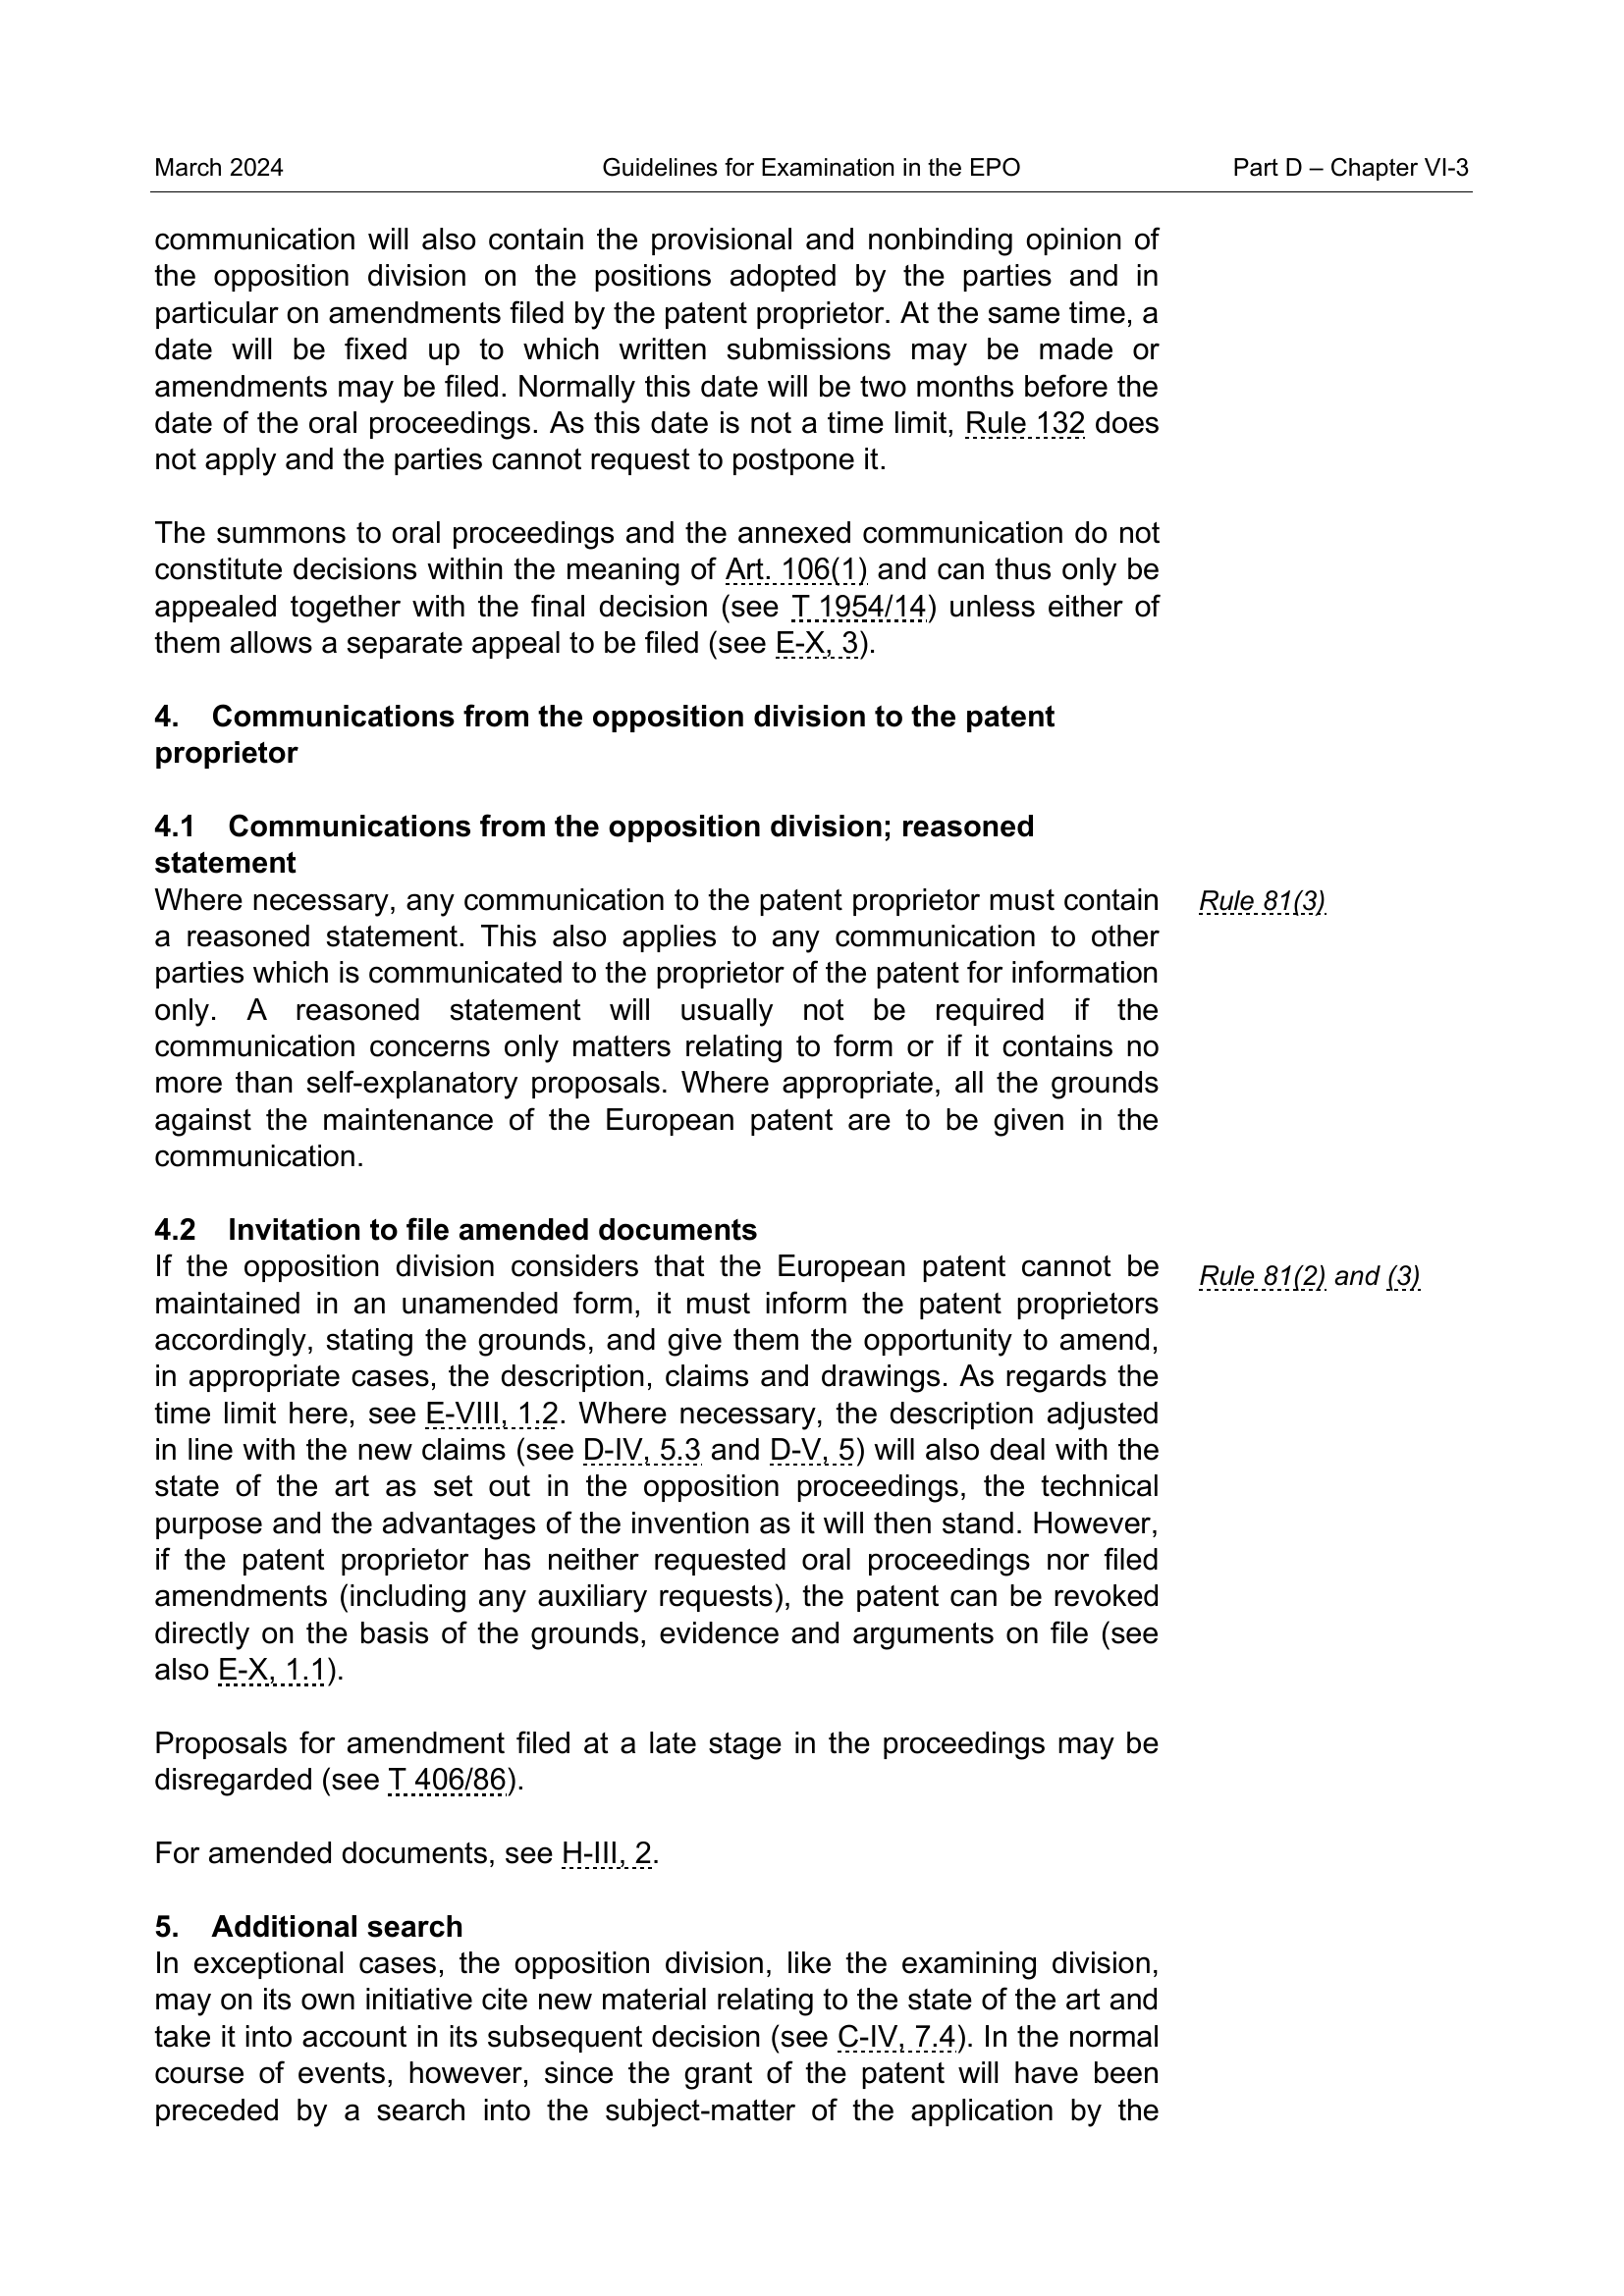 March 2024 Guidelines for Examination in the EPO Part D – Chapter VI-3
communication will also contain the provisional and nonbinding opinion of
the opposition division on the positions adopted by the parties and in
particular on amendments filed by the patent proprietor. At the same time, a
date will be fixed up to which written submissions may be made or
amendments may be filed. Normally this date will be two months before the
date of the oral proceedings. As this date is not a time limit, Rule 132 does
not apply and the parties cannot request to postpone it.
The summons to oral proceedings and the annexed communication do not
constitute decisions within the meaning of Art. 106(1) and can thus only be
appealed together with the final decision (see T 1954/14) unless either of
them allows a separate appeal to be filed (see E-X, 3).
4. Communications from the opposition division to the patent
proprietor
4.1 Communications from the opposition division; reasoned
statement
Where necessary, any communication to the patent proprietor must contain Rule 81(3)
a reasoned statement. This also applies to any communication to other
parties which is communicated to the proprietor of the patent for information
only. A reasoned statement will usually not be required if the
communication concerns only matters relating to form or if it contains no
more than self-explanatory proposals. Where appropriate, all the grounds
against the maintenance of the European patent are to be given in the
communication.
4.2 Invitation to file amended documents
If the opposition division considers that the European patent cannot be Rule 81(2) and (3)
maintained in an unamended form, it must inform the patent proprietors
accordingly, stating the grounds, and give them the opportunity to amend,
in appropriate cases, the description, claims and drawings. As regards the
time limit here, see E-VIII, 1.2. Where necessary, the description adjusted
in line with the new claims (see D-IV, 5.3 and D-V, 5) will also deal with the
state of the art as set out in the opposition proceedings, the technical
purpose and the advantages of the invention as it will then stand. However,
if the patent proprietor has neither requested oral proceedings nor filed
amendments (including any auxiliary requests), the patent can be revoked
directly on the basis of the grounds, evidence and arguments on file (see
also E-X, 1.1).
Proposals for amendment filed at a late stage in the proceedings may be
disregarded (see T 406/86).
For amended documents, see H-III, 2.
5. Additional search
In exceptional cases, the opposition division, like the examining division,
may on its own initiative cite new material relating to the state of the art and
take it into account in its subsequent decision (see C-IV, 7.4). In the normal
course of events, however, since the grant of the patent will have been
preceded by a search into the subject-matter of the application by the